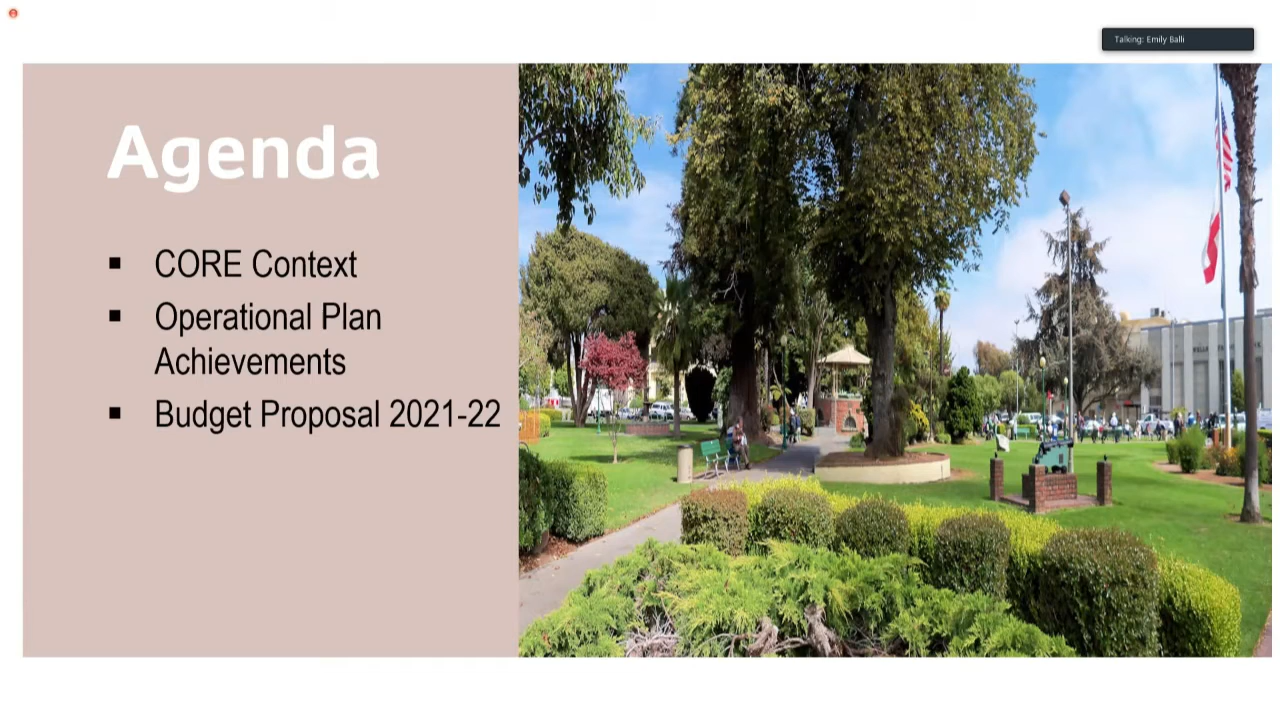 Talking: Emily Balli
Agenda
▪ CORE Context
▪ Operational Plan
Achievements
▪ Budget Proposal 2021-22